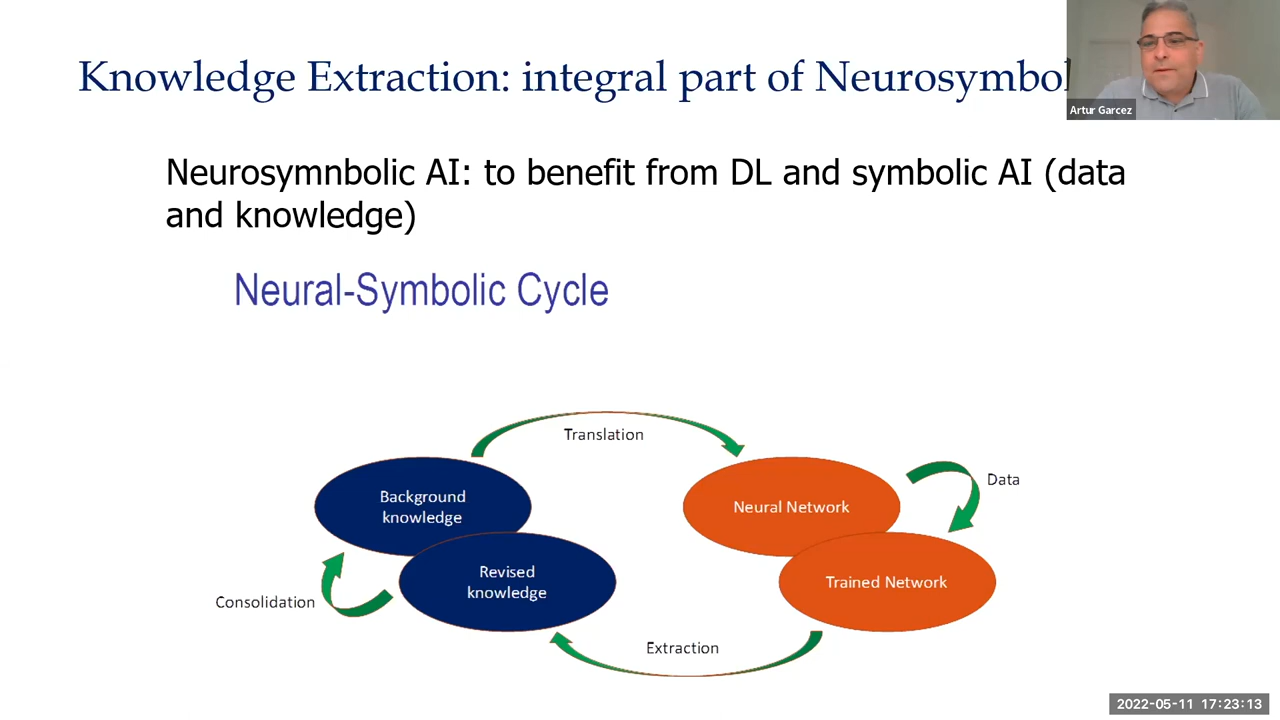 Knowledge Extraction: integral part of Neurosymbol
Artur Garcez
Neurosymnbolic AI: to benefit from DL and symbolic AI (data
and knowledge)
Neural-Symbolic Cycle
Translation
Background
knowledge
Neural Network
Data
Revised
knowledge
Trained Network
Consolidation
Extraction
2022-05-11 17:23:13